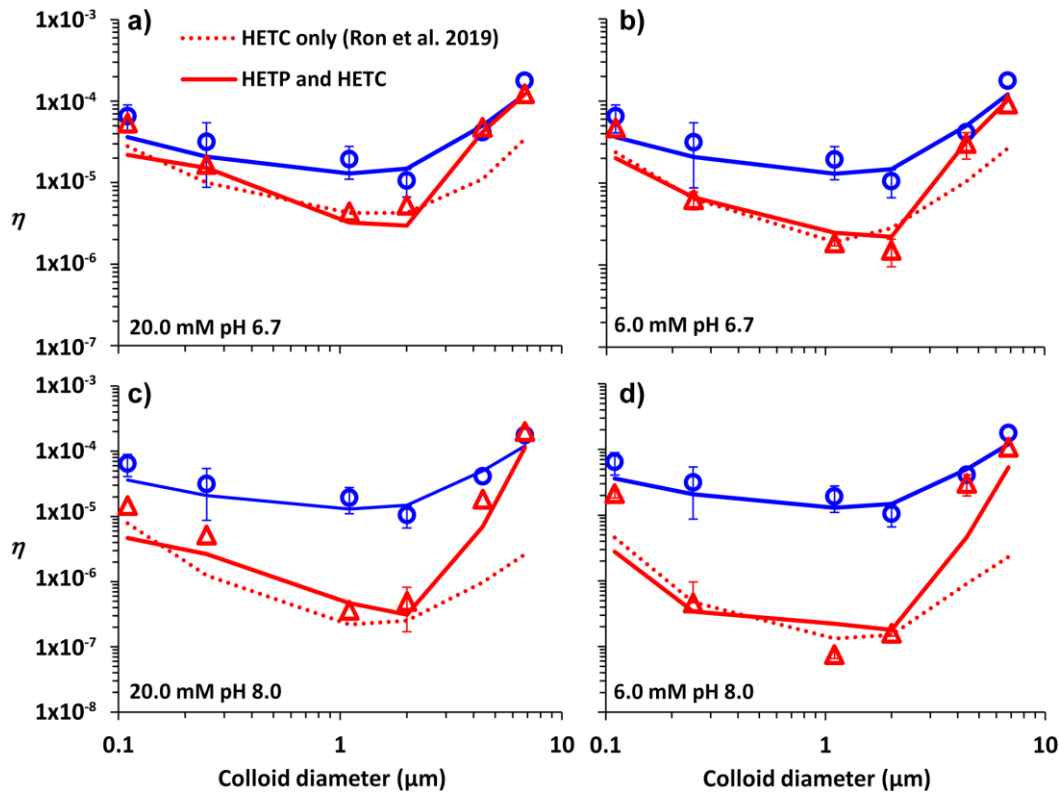 a)
HETC only (Ron et al. 2019)
HETP and HETC
1x10-3
1x10-4
1x10-5
1x10-6
1x10-7
η
20.0 mM pH 6.7
b)
6.0 mM pH 6.7
c)
1x10-3
1x10-4
1x10-5
1x10-6
1x10-7
1x10-8
η
20.0 mM pH 8.0
0.1 1 10
Colloid diameter (μm)
d)
6.0 mM pH 8.0
0.1 1 10
Colloid diameter (μm)